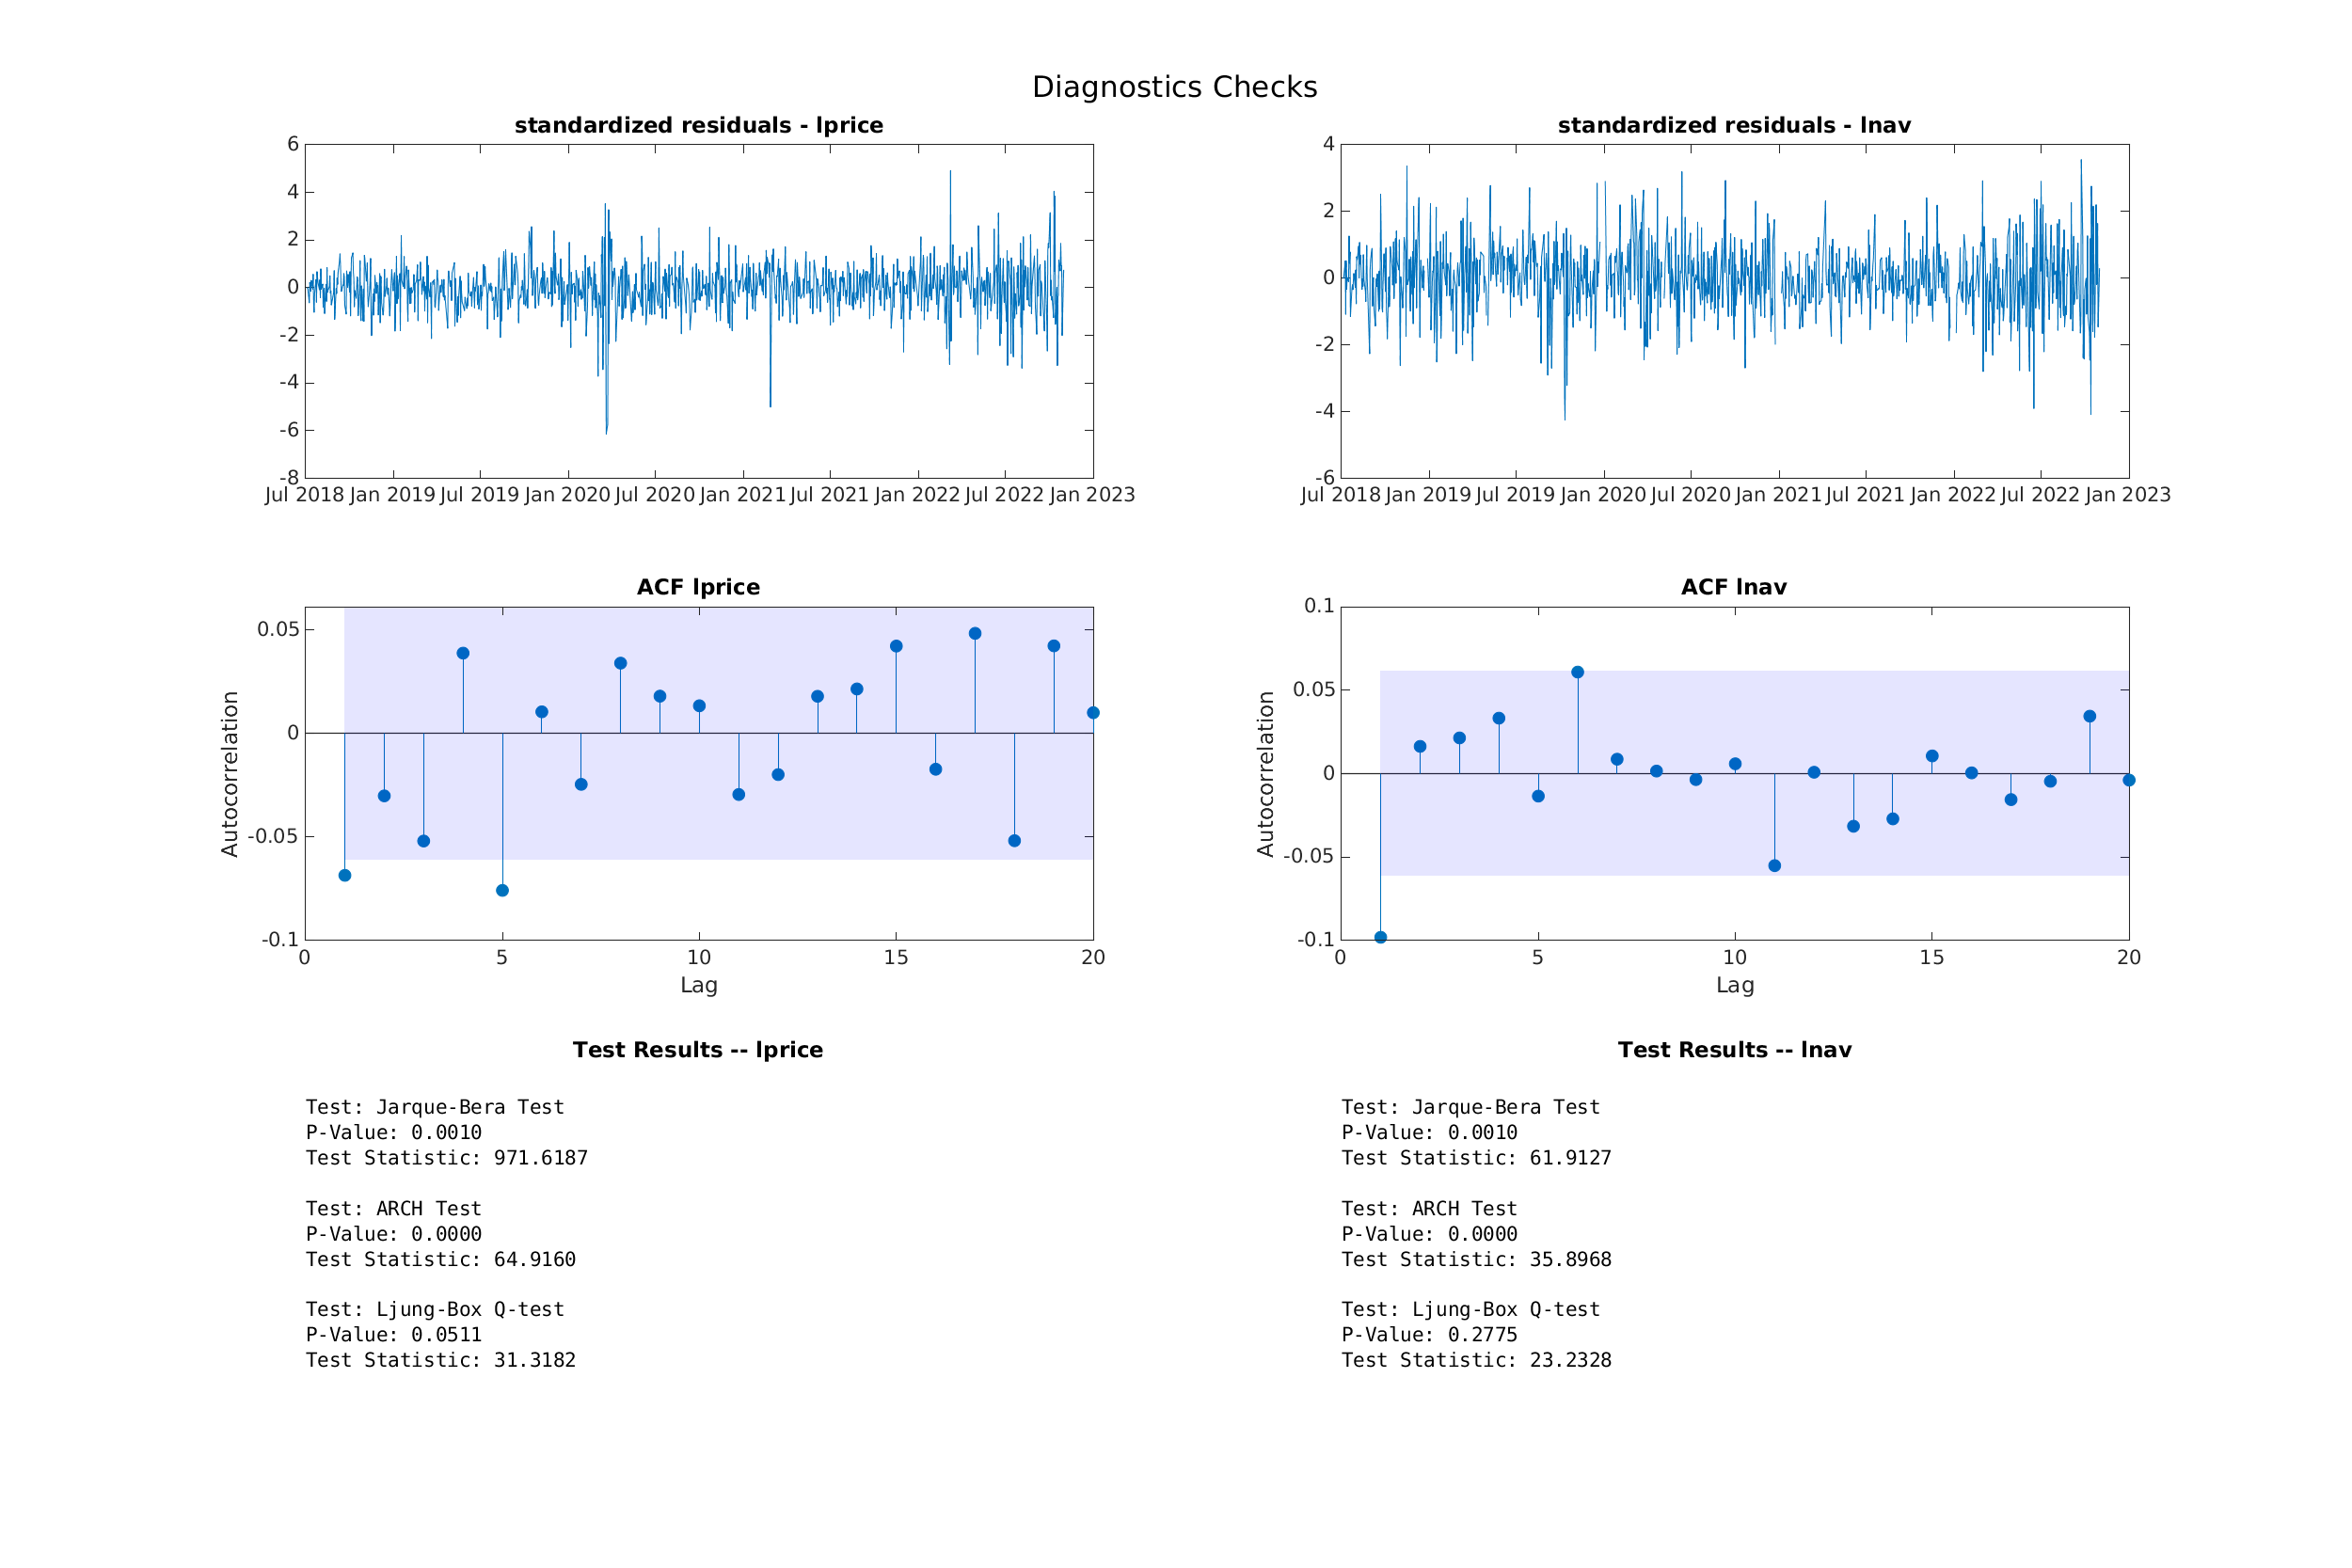 Diagnostics Checks
standardized residuals - lprice
6
4
2
0
-2
-4
-6
-8
Jul 2018 Jan 2019 Jul 2019 Jan 2020 Jul 2020 Jan 2021 Jul 2021 Jan 2022 Jul 2022 Jan 2023
standardized residuals - lnav
4
2
0
-2
-4
-6
Jul 2018 Jan 2019 Jul 2019 Jan 2020 Jul 2020 Jan 2021 Jul 2021 Jan 2022 Jul 2022 Jan 2023
ACF lprice
Autocorrelation
0.05
0
-0.05
-0.1
0 5 10 15 20
Lag
ACF lnav
Autocorrelation
0.1
0.05
0
-0.05
-0.1
0 5 10 15 20
Lag
Test Results -- lprice
Test: Jarque-Bera Test
P-Value: 0.0010
Test Statistic: 971.6187
Test: ARCH Test
P-Value: 0.0000
Test Statistic: 64.9160
Test: Ljung-Box Q-test
P-Value: 0.0511
Test Statistic: 31.3182
Test Results -- lnav
Test: Jarque-Bera Test
P-Value: 0.0010
Test Statistic: 61.9127
Test: ARCH Test
P-Value: 0.0000
Test Statistic: 35.8968
Test: Ljung-Box Q-test
P-Value: 0.2775
Test Statistic: 23.2328